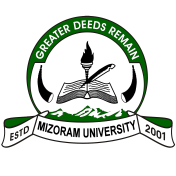 GREATER DEEDS REMAIN
ESTD MIZORAM UNIVERSITY 2001